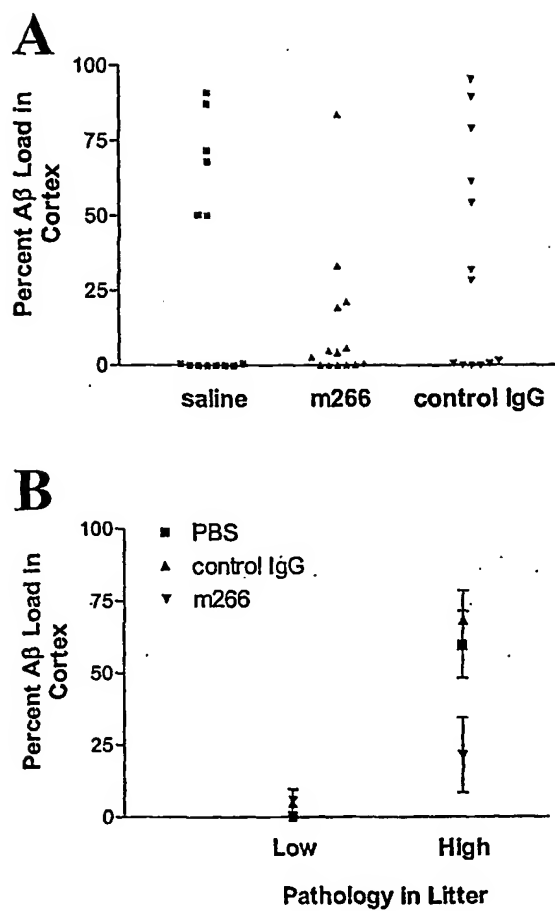 A
100
75
50
25
0
Percent Aβ Load in
Cortex
saline m266 control IgG
B
100
75
50
25
0
Percent Aβ Load in
Cortex
PBS
control IgG
m266
Low High
Pathology in Litter